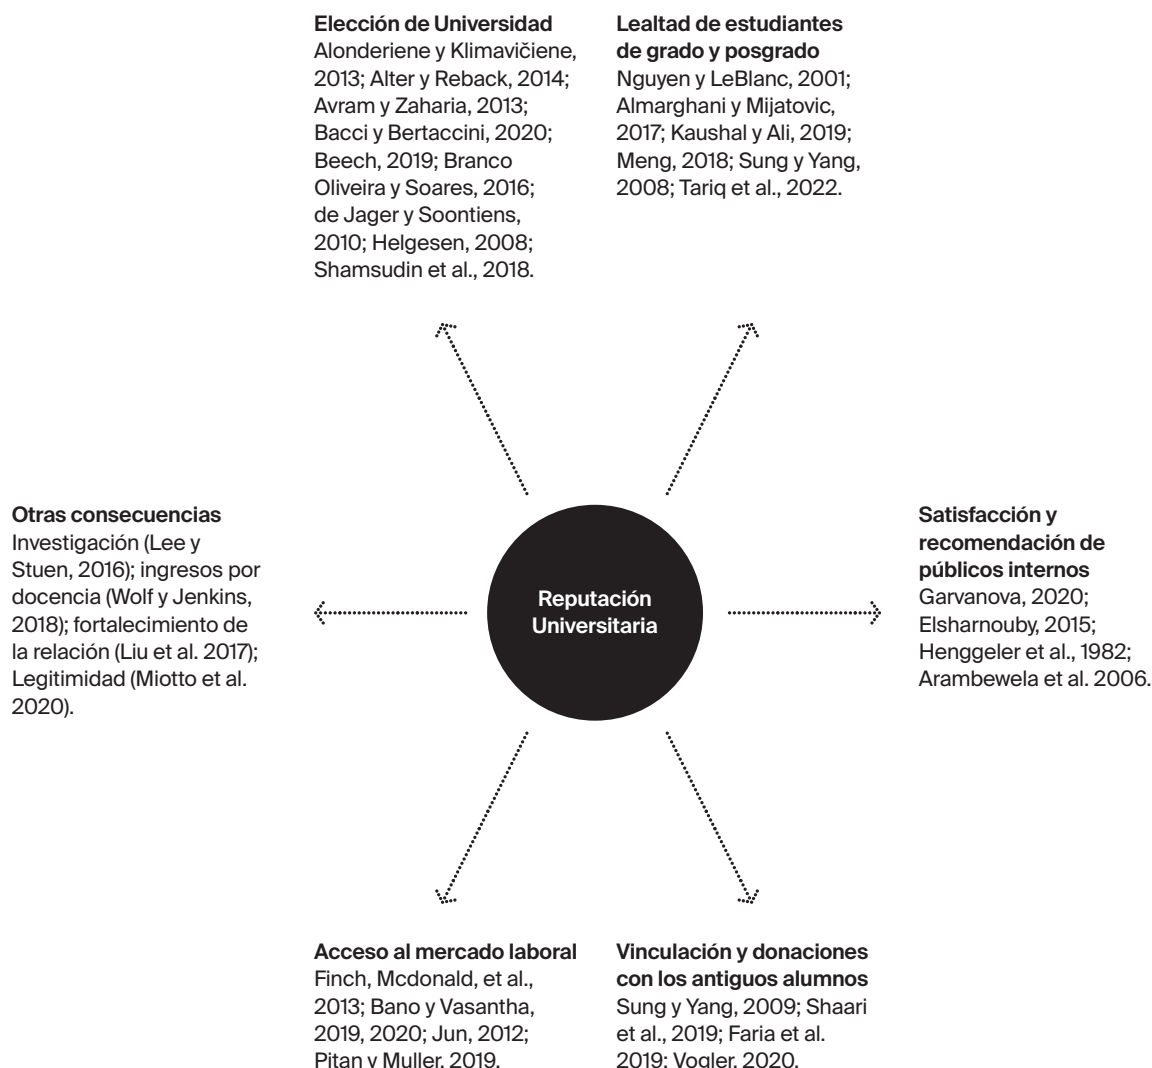 Elección de Universidad
Alonderiene y Klimavičiene,
2013; Alter y Reback, 2014;
Avram y Zaharia, 2013;
Bacci y Bertaccini, 2020;
Beech, 2019; Branco
Oliveira y Soares, 2016;
de Jager y Soontiens,
2010; Helgesen, 2008;
Shamsudin et al., 2018.
Lealtad de estudiantes
de grado y posgrado
Nguyen y LeBlanc, 2001;
Almarghani y Mijatovic,
2017; Kaushal y Ali, 2019;
Meng, 2018; Sung y Yang,
2008; Tariq et al., 2022.
Otras consecuencias
Investigación (Lee y
Stuen, 2016); ingresos por
docencia (Wolf y Jenkins,
2018); fortalecimiento de
la relación (Liu et al. 2017);
Legitimidad (Miotto et al.
2020).
Reputación
Universitaria
Satisfacción y
recomendación de
públicos internos
Garvanova, 2020;
Elsharnouby, 2015;
Henggeler et al., 1982;
Arambewela et al. 2006.
Acceso al mercado laboral
Finch, Mcdonald, et al.,
2013; Bano y Vasantha,
2019, 2020; Jun, 2012;
Pitan y Muller, 2019.
Vinculación y donaciones
con los antiguos alumnos
Sung y Yang, 2009; Shaari
et al., 2019; Faria et al.
2019; Vogler, 2020.